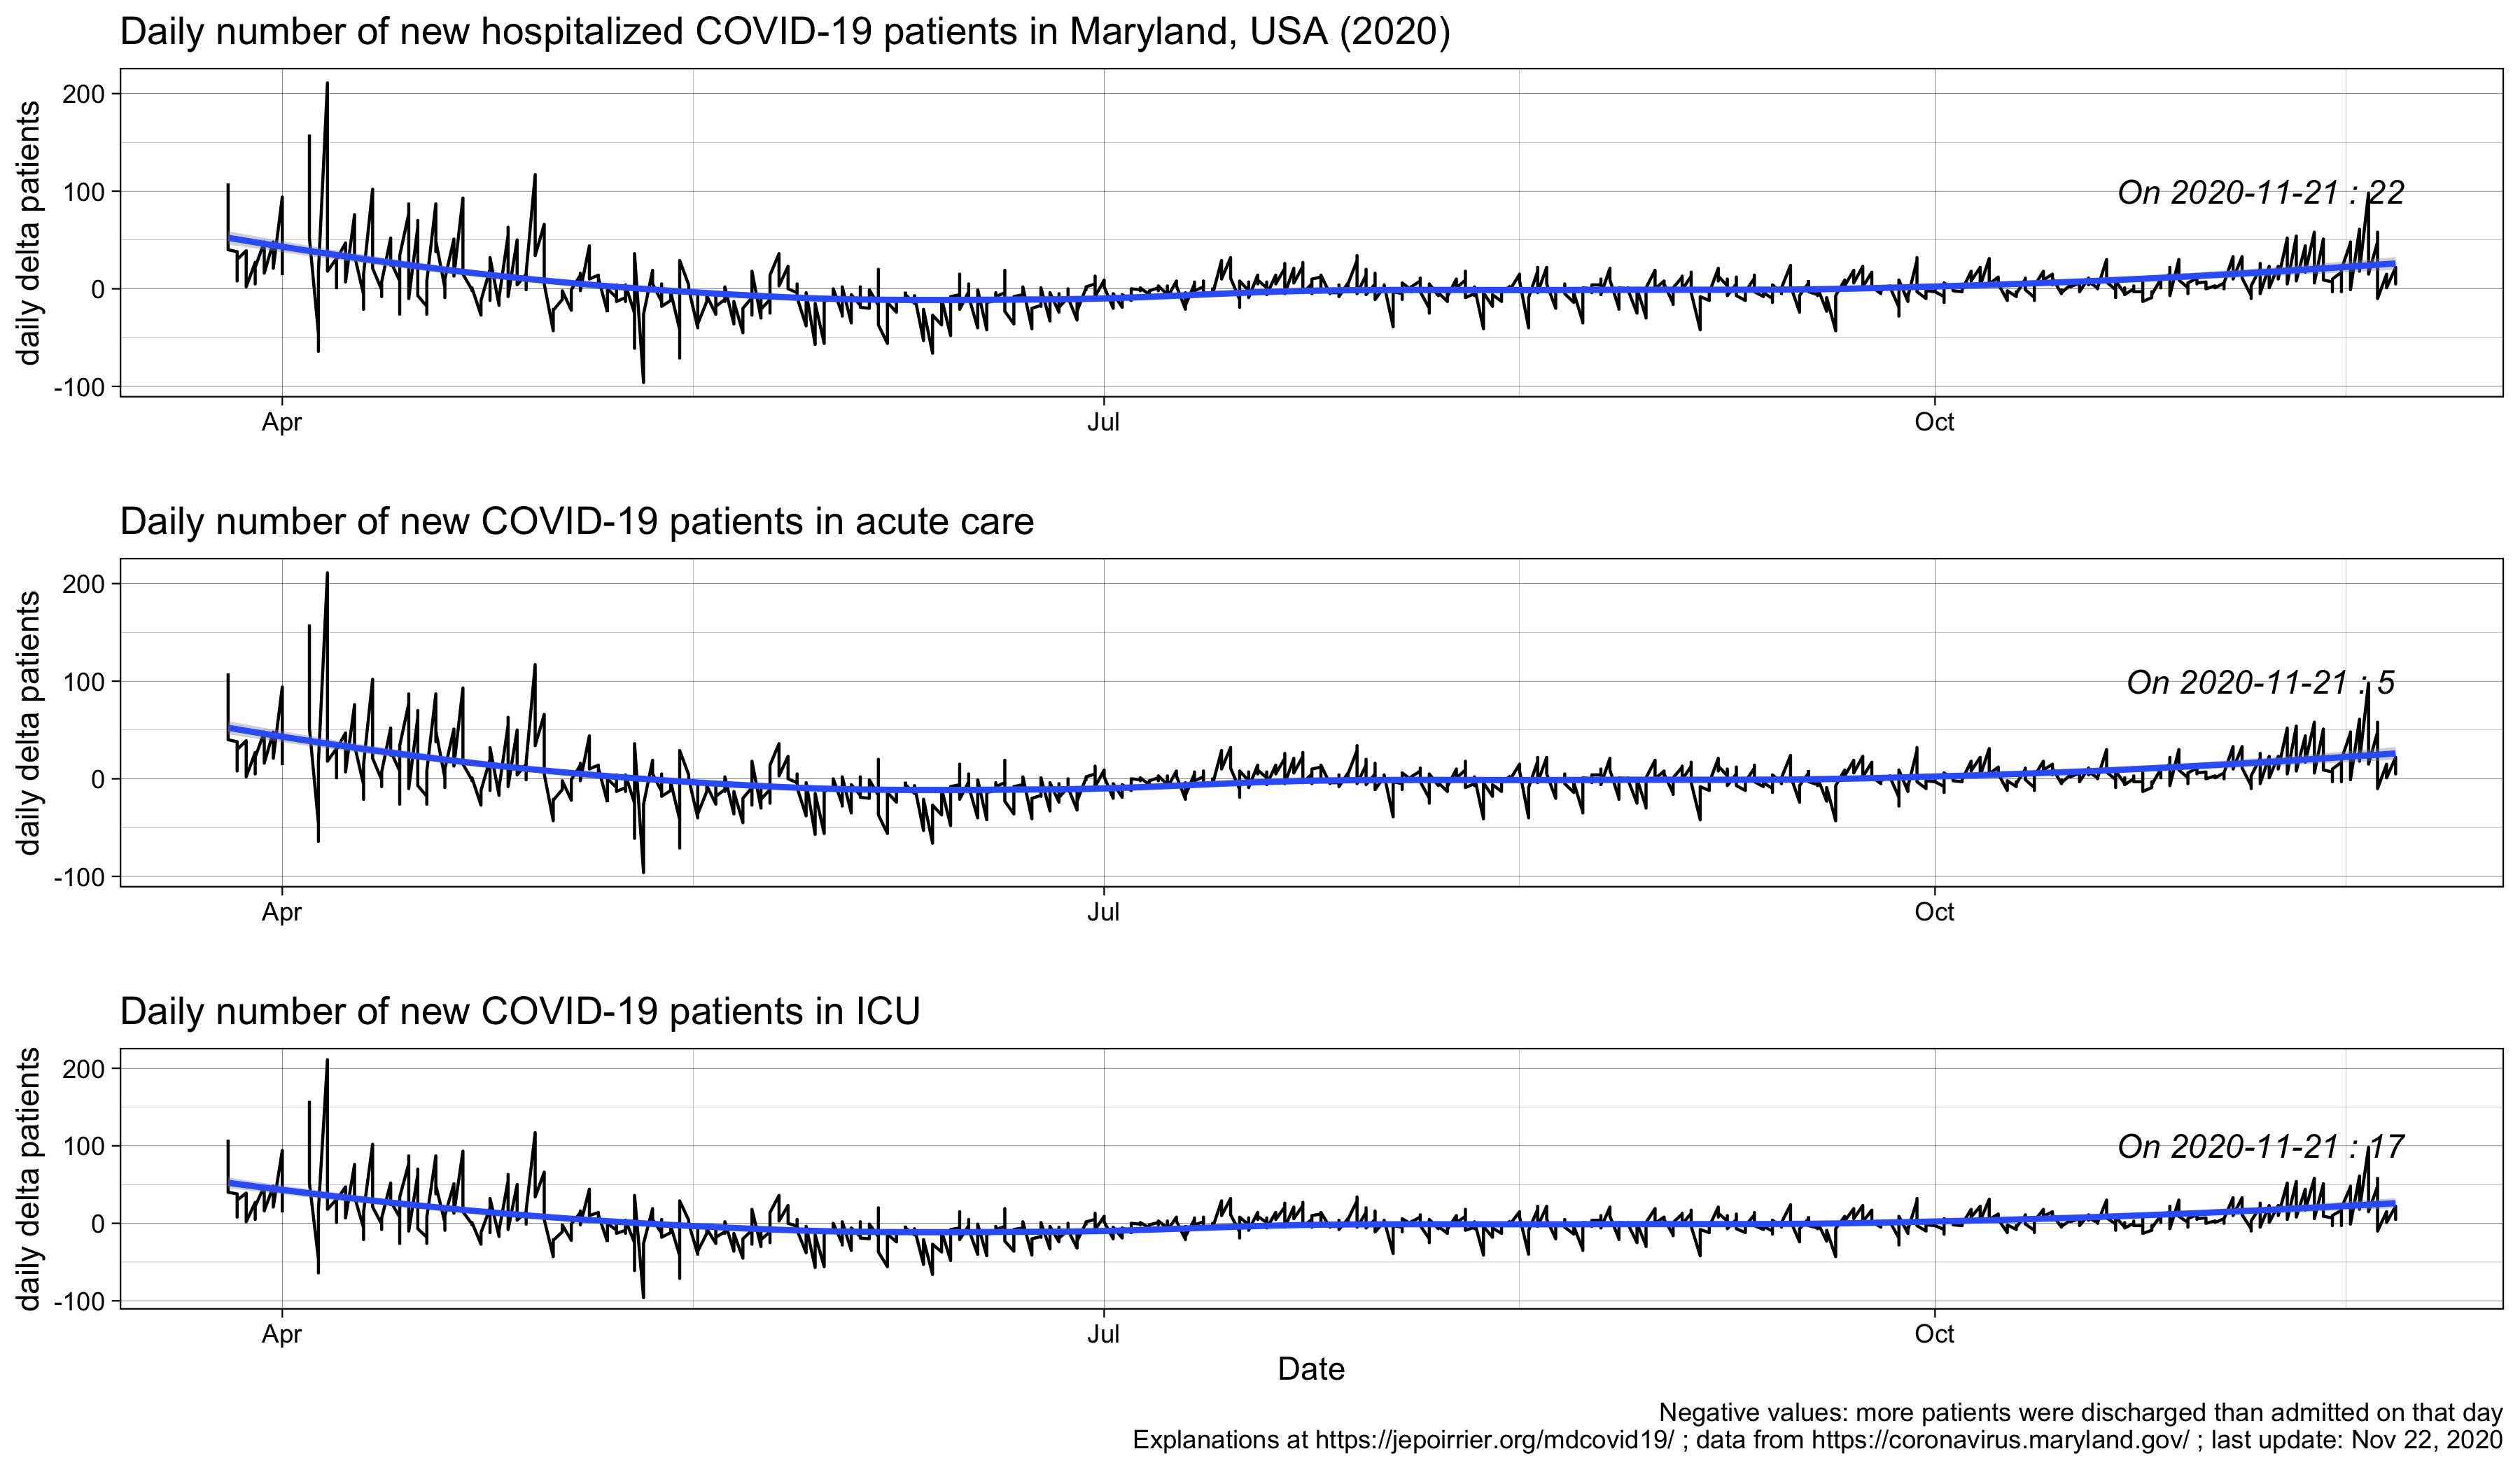 Daily number of new hospitalized COVID-19 patients in Maryland, USA (2020)
daily delta patients
200
100
0
-100
On 2020-11-21 : 22
Apr
Jul
Oct
Daily number of new COVID-19 patients in acute care
daily delta patients
200
100
0
-100
On 2020-11-21 : 5
Apr
Jul
Oct
Daily number of new COVID-19 patients in ICU
daily delta patients
200
100
0
-100
On 2020-11-21 : 17
Apr
Jul
Oct
Date
Negative values: more patients were discharged than admitted on that day
Explanations at https://jepoirrier.org/mdcovid19/ ; data from https://coronavirus.maryland.gov/ ; last update: Nov 22, 2020